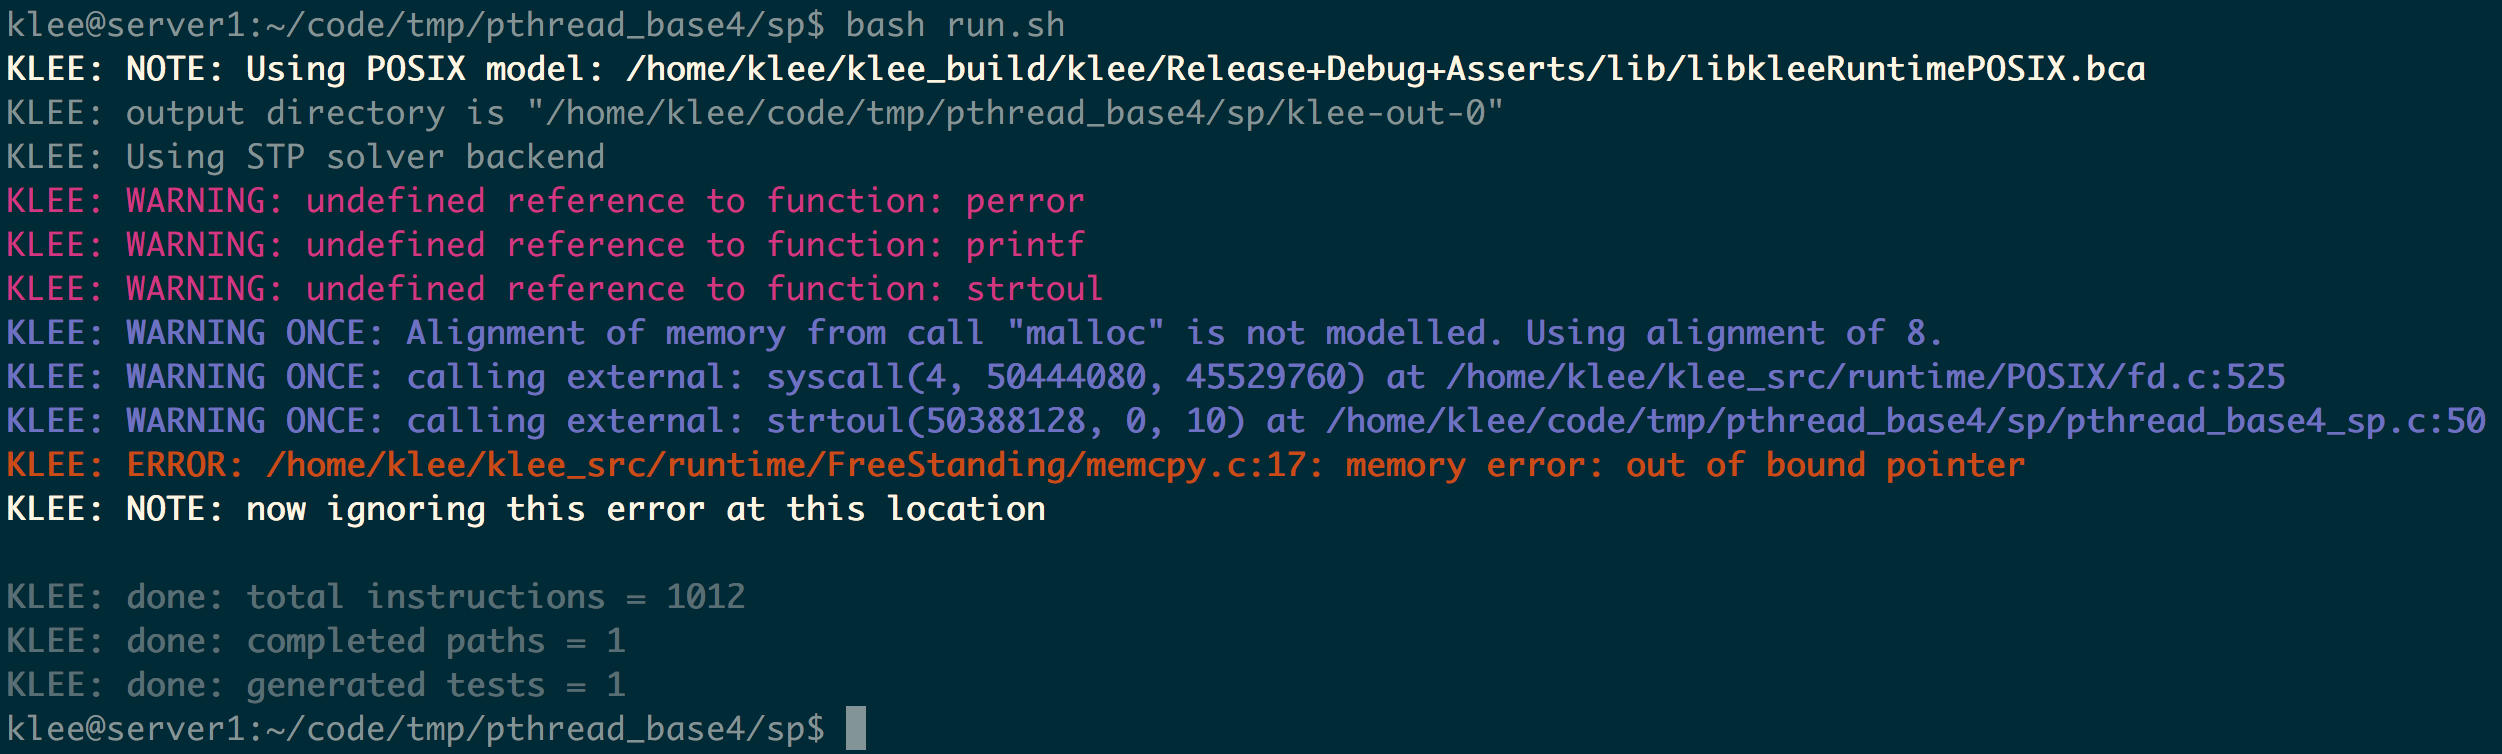 klee@server1:~/code/tmp/pthread_base4/sp$ bash run.sh
KLEE: NOTE: Using POSIX model: /home/klee/klee_build/klee/Release+Debug+Asserts/lib/libkleeRuntimePOSIX.bca
KLEE: output directory is "/home/klee/code/tmp/pthread_base4/sp/klee-out-0"
KLEE: Using STP solver backend
KLEE: WARNING: undefined reference to function: perror
KLEE: WARNING: undefined reference to function: printf
KLEE: WARNING: undefined reference to function: strtoul
KLEE: WARNING ONCE: Alignment of memory from call "malloc" is not modelled. Using alignment of 8.
KLEE: WARNING ONCE: calling external: syscall(4, 50444080, 45529760) at /home/klee/klee_src/runtime/POSIX/fd.c:525
KLEE: WARNING ONCE: calling external: strtoul(50388128, 0, 10) at /home/klee/code/tmp/pthread_base4/sp/pthread_base4_sp.c:50
KLEE: ERROR: /home/klee/klee_src/runtime/FreeStanding/memcpy.c:17: memory error: out of bound pointer
KLEE: NOTE: now ignoring this error at this location
KLEE: done: total instructions = 1012
KLEE: done: completed paths = 1
KLEE: done: generated tests = 1
klee@server1:~/code/tmp/pthread_base4/sp$